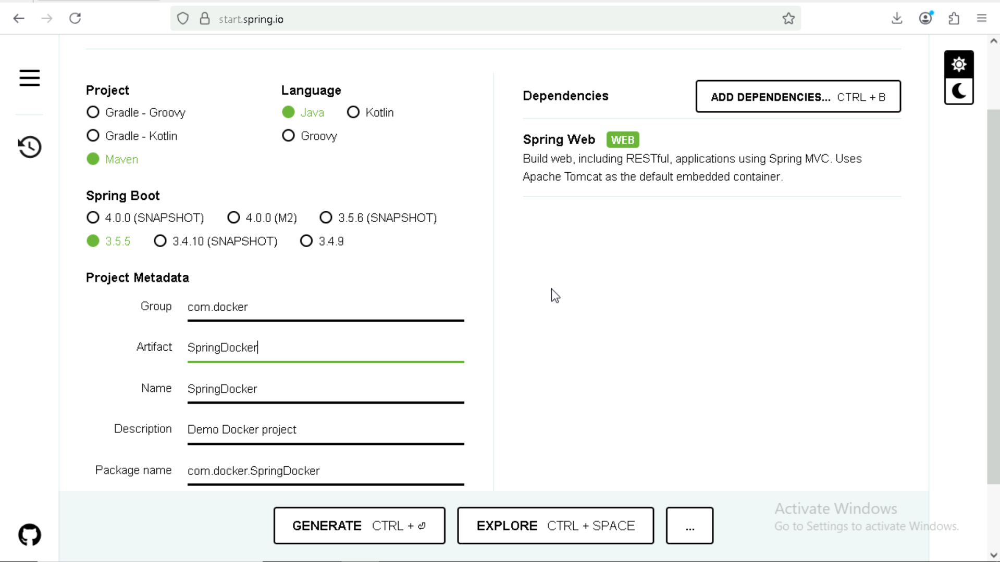 start.spring.io
Project
Gradle - Groovy
Gradle - Kotlin
Maven
Language
Java
Kotlin
Groovy
Spring Boot
4.0.0 (SNAPSHOT)
4.0.0 (M2)
3.5.6 (SNAPSHOT)
3.5.5
3.4.10 (SNAPSHOT)
3.4.9
Project Metadata
Group com.docker
Artifact SpringDocker
Name SpringDocker
Description Demo Docker project
Package name com.docker.SpringDocker
Dependencies
ADD DEPENDENCIES... CTRL + B
Spring Web WEB
Build web, including RESTful, applications using Spring MVC. Uses
Apache Tomcat as the default embedded container.
GENERATE CTRL + ⏎
EXPLORE CTRL + SPACE
...
Activate Windows
Go to Settings to activate Windows.